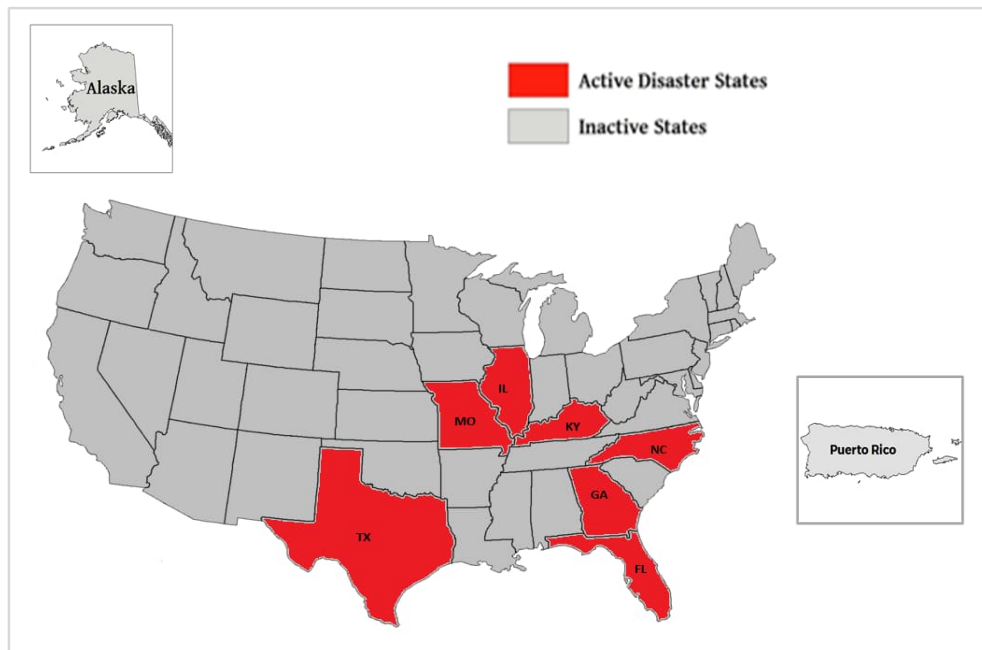 Alaska
Active Disaster States
Inactive States
IL
MO
KY
NC
GA
TX
FL
Puerto Rico